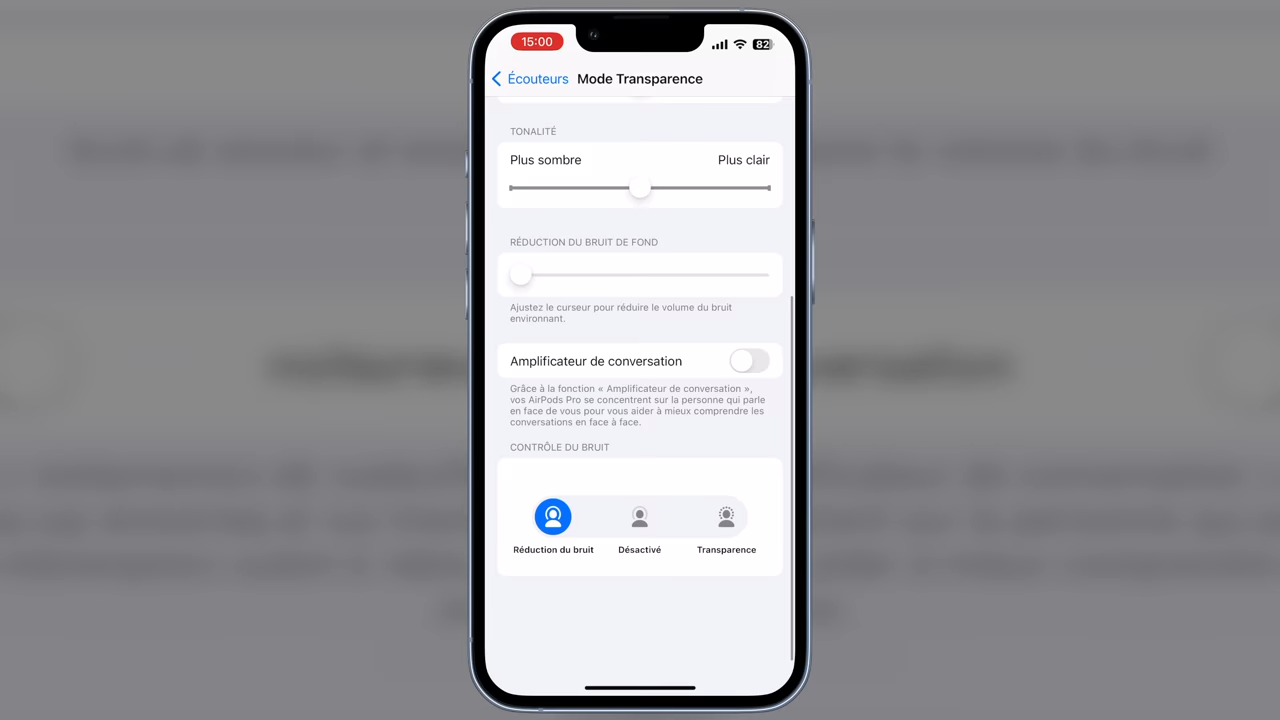 15:00
82
Écouteurs Mode Transparence
TONALITÉ
Plus sombre Plus clair
RÉDUCTION DU BRUIT DE FOND
Ajustez le curseur pour réduire le volume du bruit
environnant.
Amplificateur de conversation
Grâce à la fonction « Amplificateur de conversation »,
vos AirPods Pro se concentrent sur la personne qui parle
en face de vous pour vous aider à mieux comprendre les
conversations en face à face.
CONTRÔLE DU BRUIT
Réduction du bruit Désactivé Transparence